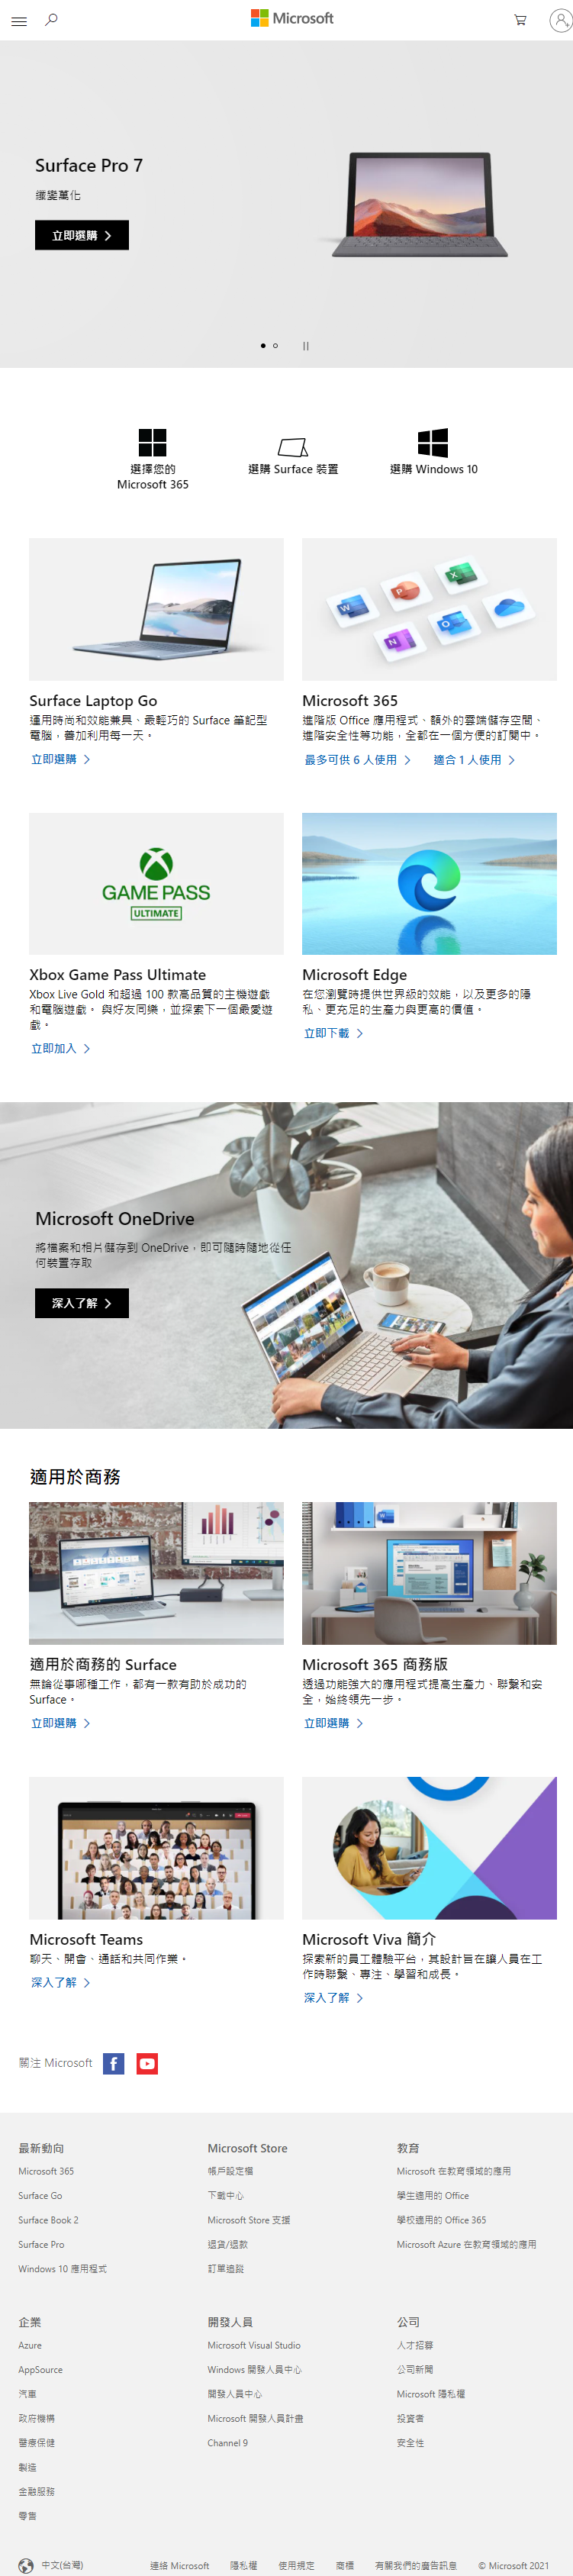 Microsoft
Surface Pro 7
纖變萬化
立即選購
選擇您的
Microsoft 365
選購 Surface 裝置
選購 Windows 10
Surface Laptop Go
運用時尚和效能兼具、最輕巧的 Surface 筆記型
電腦，善加利用每一天。
立即選購
Microsoft 365
進階版 Office 應用程式、額外的雲端儲存空間、
進階安全性等功能，全都在一個方便的訂閱中。
最多可供 6 人使用
適合 1 人使用
GAME PASS
ULTIMATE
Xbox Game Pass Ultimate
Xbox Live Gold 和超過 100 款高品質的主機遊戲
和電腦遊戲。 與好友同樂，並探索下一個最愛遊
戲。
立即加入
Microsoft Edge
在您瀏覽時提供世界級的效能，以及更多的隱
私、更充足的生產力與更高的價值。
立即下載
Microsoft OneDrive
將檔案和相片儲存到 OneDrive，即可隨時隨地從任
何裝置存取
深入了解
適用於商務
適用於商務的 Surface
無論從事哪種工作，都有一款有助於成功的
Surface。
立即選購
Microsoft 365 商務版
透過功能強大的應用程式提高生產力、聯繫和安
全，始終領先一步。
立即選購
Microsoft Teams
聊天、開會、通話和共同作業。
深入了解
Microsoft Viva 簡介
探索新的員工體驗平台，其設計旨在讓人員在工
作時聯繫、專注、學習和成長。
深入了解
關注 Microsoft
最新動向
Microsoft 365
Surface Go
Surface Book 2
Surface Pro
Windows 10 應用程式
Microsoft Store
帳戶設定檔
下載中心
Microsoft Store 支援
退貨/退款
訂單追蹤
教育
Microsoft 在教育領域的應用
學生適用的 Office
學校適用的 Office 365
Microsoft Azure 在教育領域的應用
企業
Azure
AppSource
汽車
政府機構
醫療保健
製造
金融服務
零售
開發人員
Microsoft Visual Studio
Windows 開發人員中心
開發人員中心
Microsoft 開發人員計畫
Channel 9
公司
人才招募
公司新聞
Microsoft 隱私權
投資者
安全性
中文(台灣)
連絡 Microsoft
隱私權
使用規定
商標
有關我們的廣告訊息
© Microsoft 2021